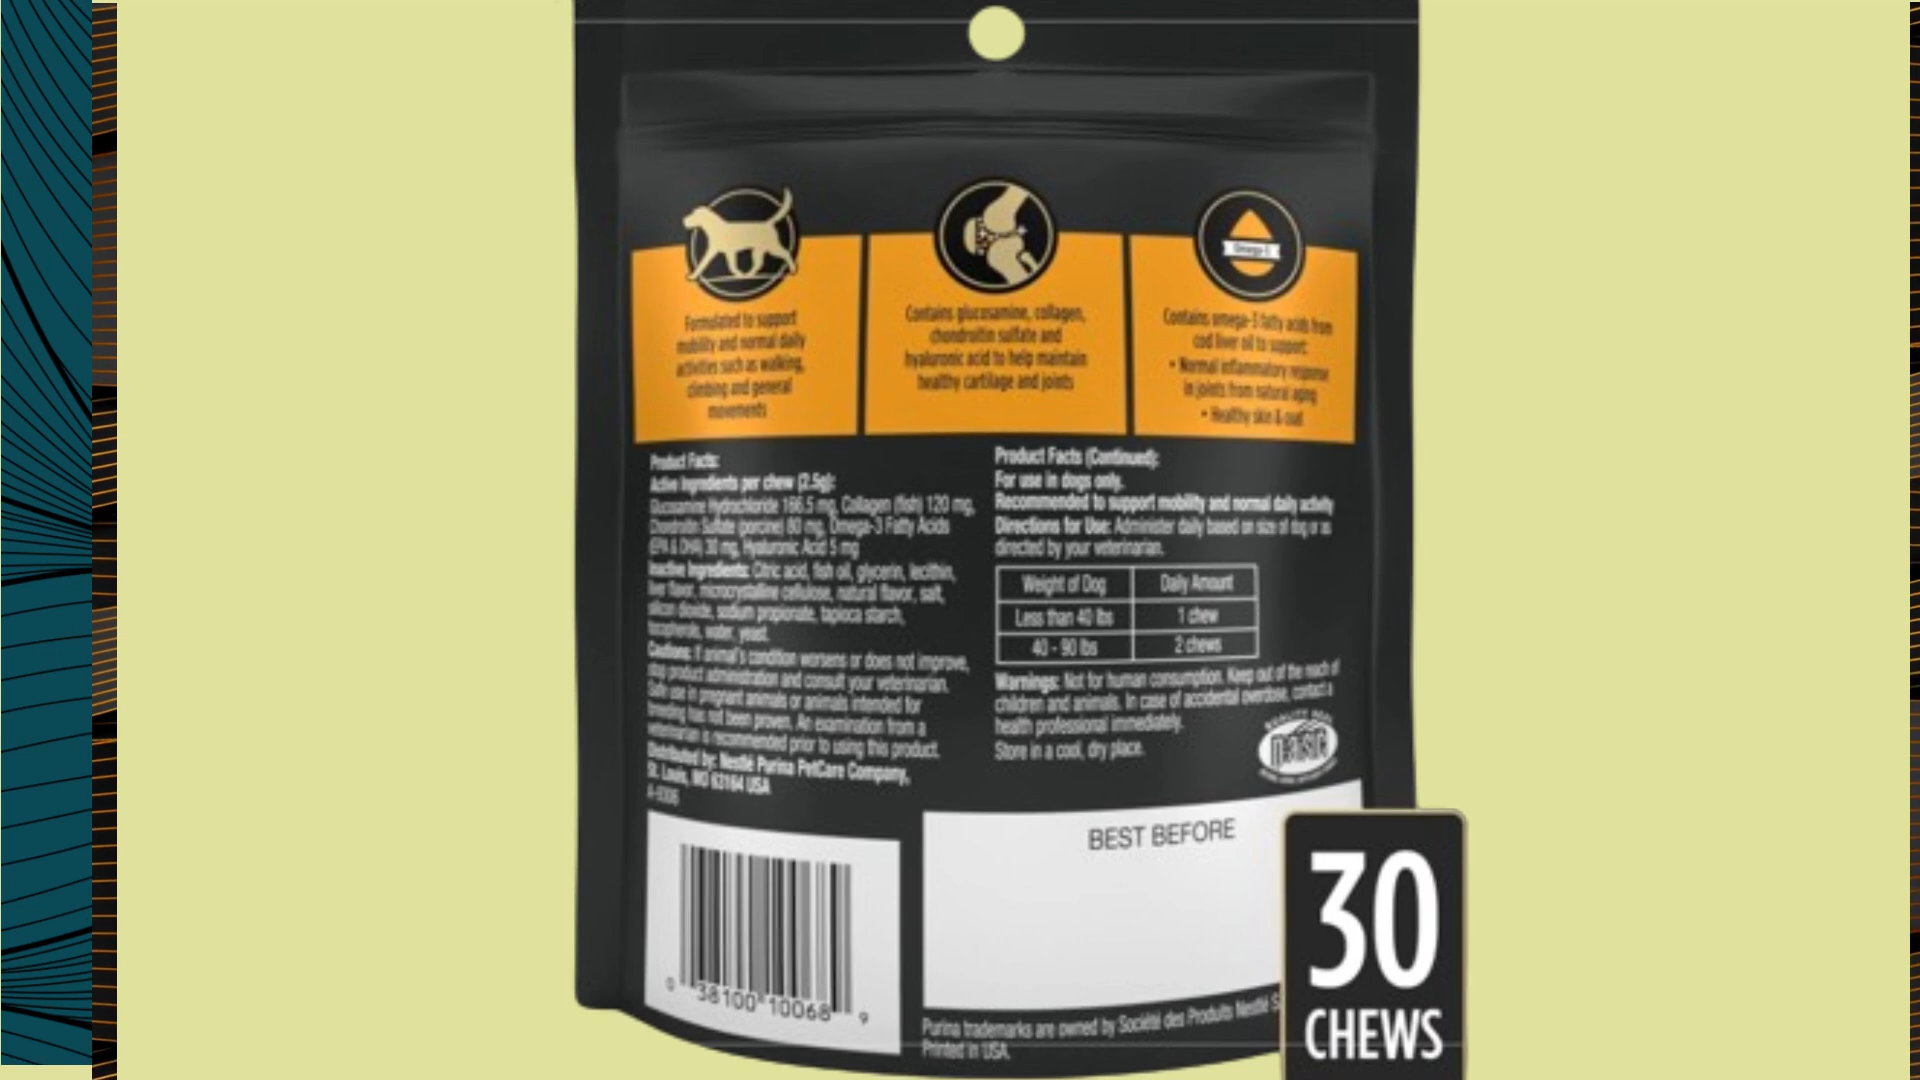 Omega-3
Formulated to support
mobility and normal daily
activities such as walking,
climbing and general
movements
Contains glucosamine, collagen,
chondroitin sulfate and
hyaluronic acid to help maintain
healthy cartilage and joints
Contains omega-3 fatty acids from
cod liver oil to support:
• Normal inflammatory response
in joints from natural aging
• Healthy skin & coat
Product Facts:
Active Ingredients per chew (2.5g):
Glucosamine Hydrochloride 166.5 mg, Collagen (fish) 120 mg,
Chondroitin Sulfate (porcine) 80 mg, Omega-3 Fatty Acids
(EPA & DHA) 30 mg, Hyaluronic Acid 5 mg
Inactive Ingredients: Citric acid, fish oil, glycerin, lecithin,
liver flavor, microcrystalline cellulose, natural flavor, salt,
silicon dioxide, sodium propionate, tapioca starch,
tocopherols, water, yeast.
Cautions: If animal's condition worsens or does not improve,
stop product administration and consult your veterinarian.
Safe use in pregnant animals or animals intended for
breeding has not been proven. An examination from a
veterinarian is recommended prior to using this product.
Distributed by: Nestlé Purina PetCare Company,
St. Louis, MO 63164 USA
Product Facts (Continued):
For use in dogs only.
Recommended to support mobility and normal daily activity
Directions for Use: Administer daily based on size of dog or as
directed by your veterinarian.
Weight of Dog Daily Amount
Less than 40 lbs 1 chew
40 - 90 lbs 2 chews
Warnings: Not for human consumption. Keep out of the reach of
children and animals. In case of accidental overdose, contact a
health professional immediately.
Store in a cool, dry place.
QUALITY SEAL
NASC
BEST BEFORE
0 38100 10068 9
Purina trademarks are owned by Société des Produits Nestlé S
Printed in USA.
30
CHEWS